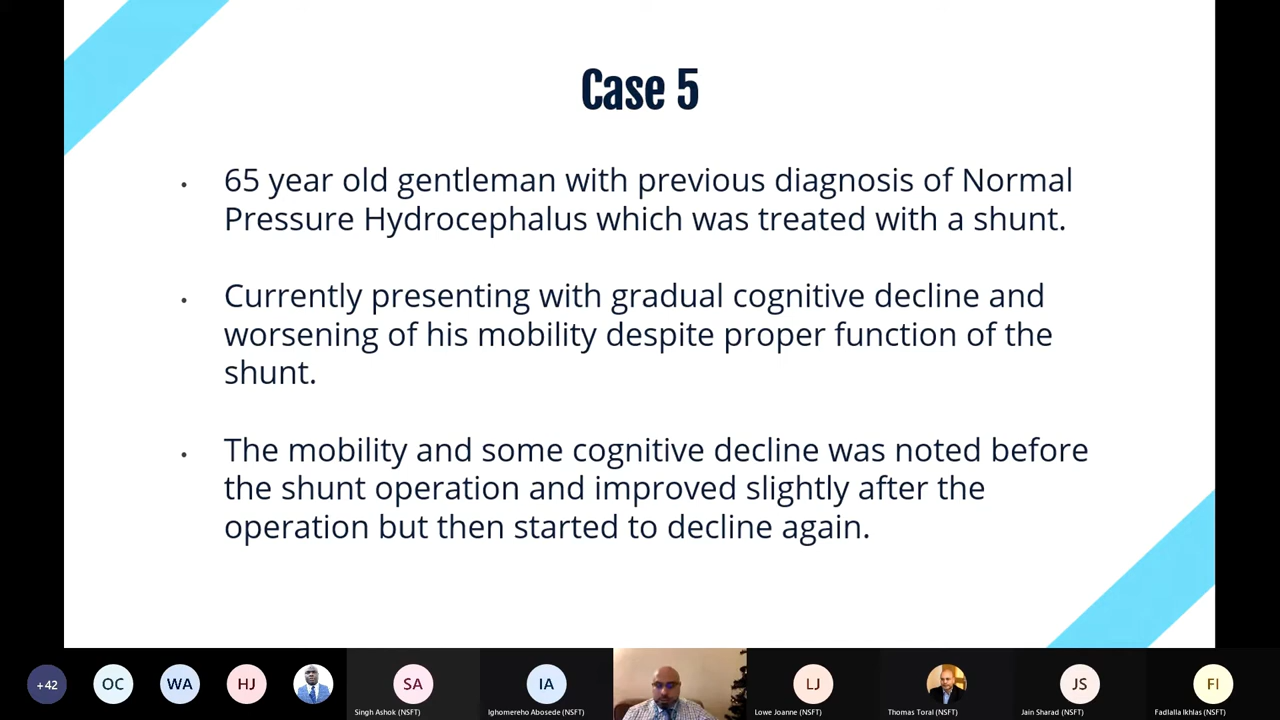 Case 5
• 65 year old gentleman with previous diagnosis of Normal
Pressure Hydrocephalus which was treated with a shunt.
• Currently presenting with gradual cognitive decline and
worsening of his mobility despite proper function of the
shunt.
• The mobility and some cognitive decline was noted before
the shunt operation and improved slightly after the
operation but then started to decline again.
+42 OC WA HJ SA IA LJ JS FI
Singh Ashok (NSFT) Ighomereho Abosede (NSFT) Lowe Joanne (NSFT) Thomas Toral (NSFT) Jain Sharad (NSFT) Fadlalla Ikhlas (NSFT)